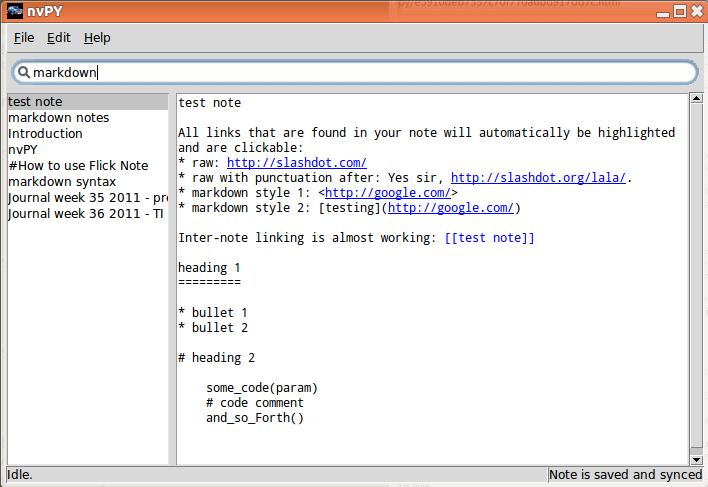 nvPY
File Edit Help
markdown
test note
markdown notes
Introduction
nvPY
#How to use Flick Note
markdown syntax
Journal week 35 2011 - pr
Journal week 36 2011 - TI
test note
All links that are found in your note will automatically be highlighted
and are clickable:
* raw: http://slashdot.com/
* raw with punctuation after: Yes sir, http://slashdot.org/lala/.
* markdown style 1: <http://google.com/>
* markdown style 2: [testing](http://google.com/)
Inter-note linking is almost working: [[test note]]
heading 1
=========
* bullet 1
* bullet 2
# heading 2
some_code(param)
# code comment
and_so_Forth()
Idle.
Note is saved and synced